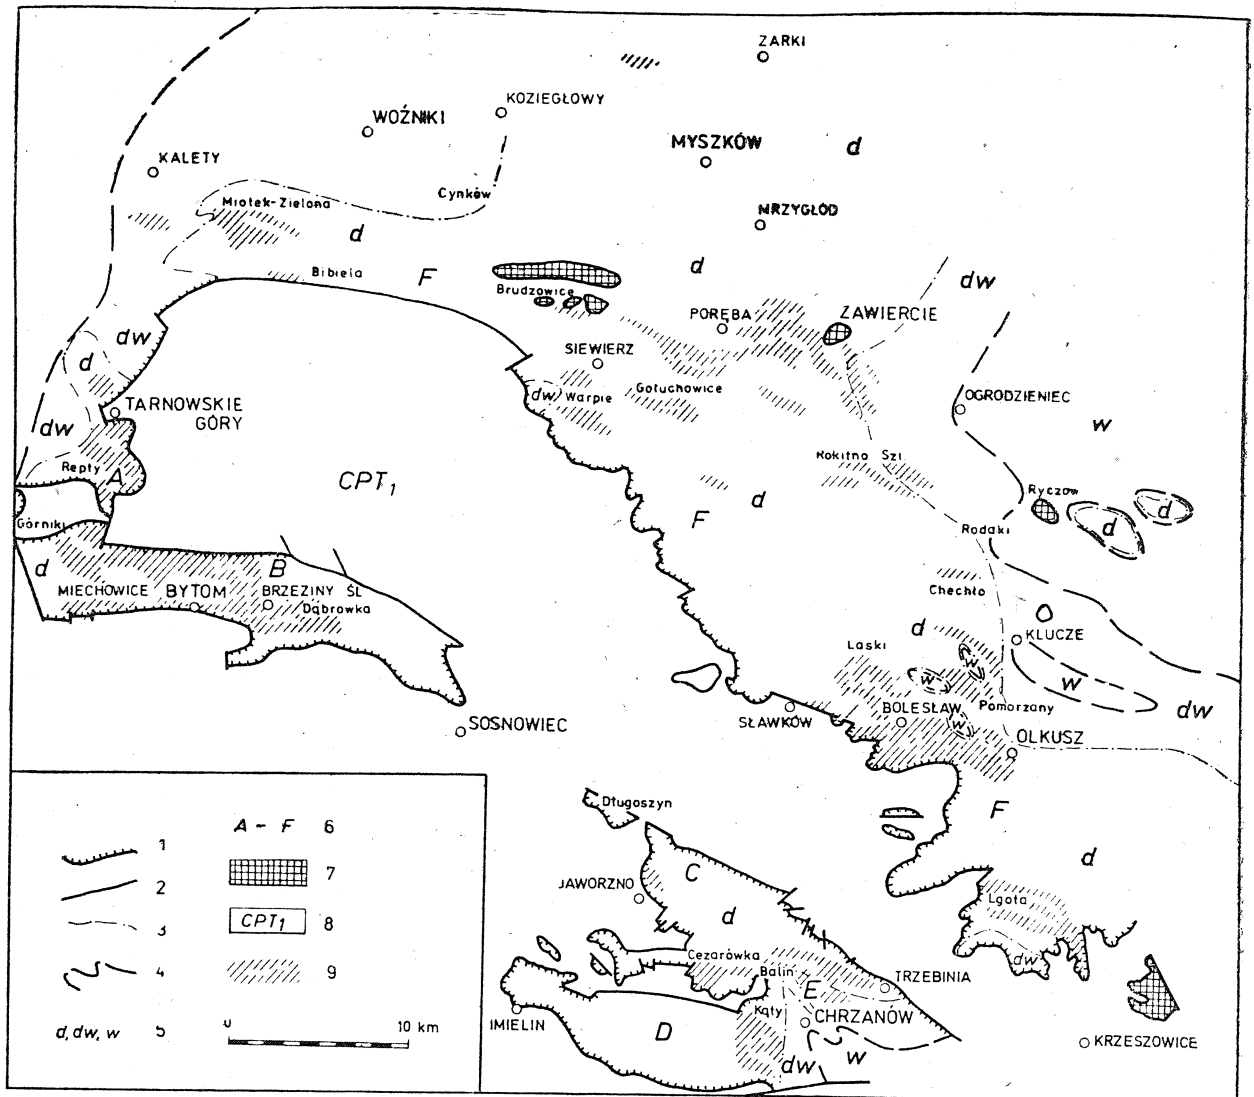 ŻARKI
KOZIEGŁOWY
WOŹNIKI
MYSZKÓW
d
KALETY
Cynków
Miotek-Zielona
MRZYGŁÓD
d
d
Bibiela
F
dw
Brudzowice
PORĘBA
ZAWIERCIE
dw
SIEWIERZ
d
Gołuchowice
dw
Warpie
OGRODZIENIEC
TARNOWSKIE
GÓRY
dw
w
Rokitno Szl.
Repty
A
CPT1
Ryczów
d
d
d
F
Górniki
Rodaki
d
B
MIECHOWICE
BYTOM
BRZEZINY ŚL
Dąbrówka
Chechło
d
KLUCZE
Laski
w
w
w
dw
BOLESŁAW
Pomorzany
SŁAWKÓW
w
SOSNOWIEC
OLKUSZ
Długoszyn
F
d
C
JAWORZNO
Lgota
d
Cezarówka
Balin
dw
TRZEBINIA
E
Kąty
IMIELIN
CHRZANÓW
D
KRZESZOWICE
dw
w
1
2
3
4
d, dw, w 5
A – F 6
7
CPT1 8
9
0 10 km